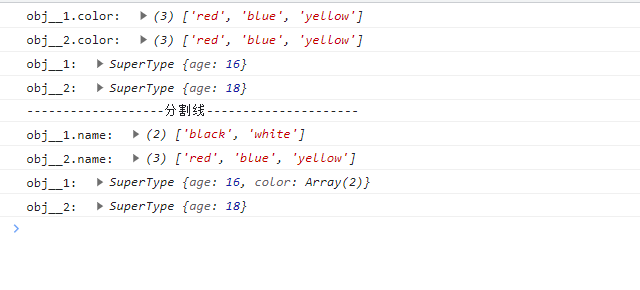 obj__1.color: ▶ (3) ['red', 'blue', 'yellow']
obj__2.color: ▶ (3) ['red', 'blue', 'yellow']
obj__1: ▶ SuperType {age: 16}
obj__2: ▶ SuperType {age: 18}
-------------------分割线---------------------
obj__1.name: ▶ (2) ['black', 'white']
obj__2.name: ▶ (3) ['red', 'blue', 'yellow']
obj__1: ▶ SuperType {age: 16, color: Array(2)}
obj__2: ▶ SuperType {age: 18}
>